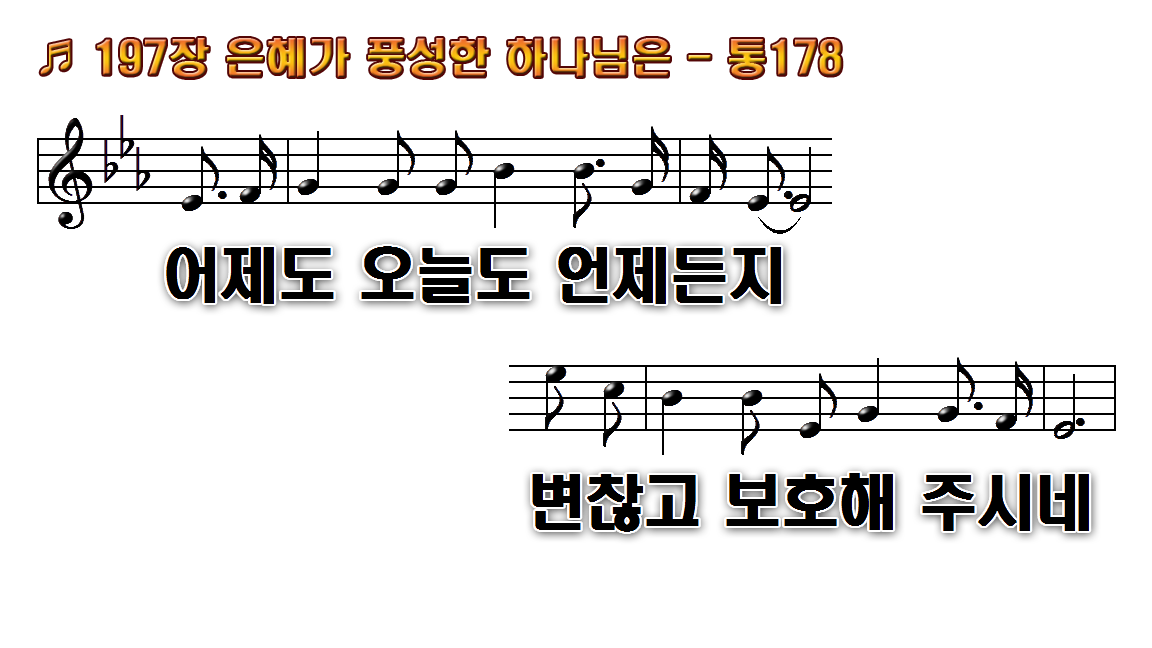 ♬ 197장 은혜가 풍성한 하나님은 - 통178
어제도 오늘도 언제든지
변찮고 보호해 주시네